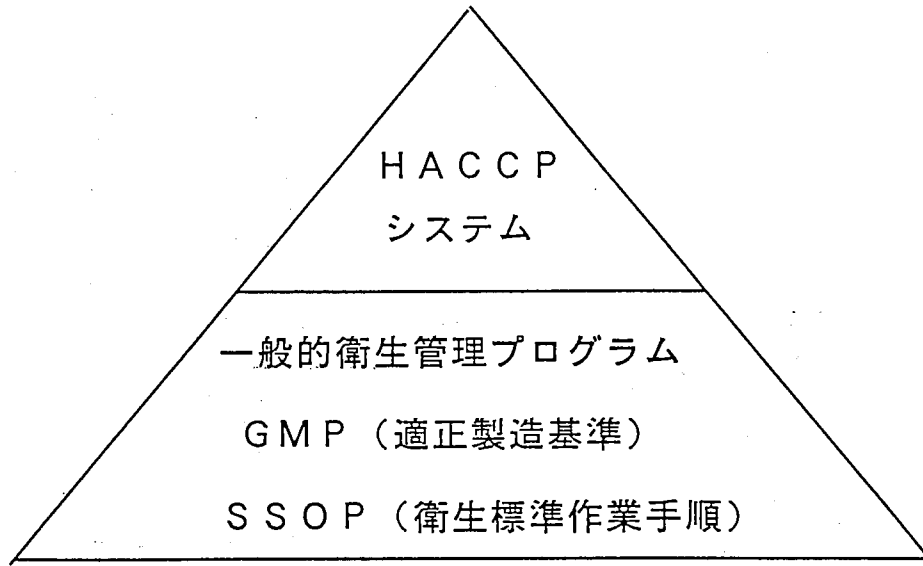 ＨＡＣＣＰ
システム
一般的衛生管理プログラム
ＧＭＰ（適正製造基準）
ＳＳＯＰ（衛生標準作業手順）